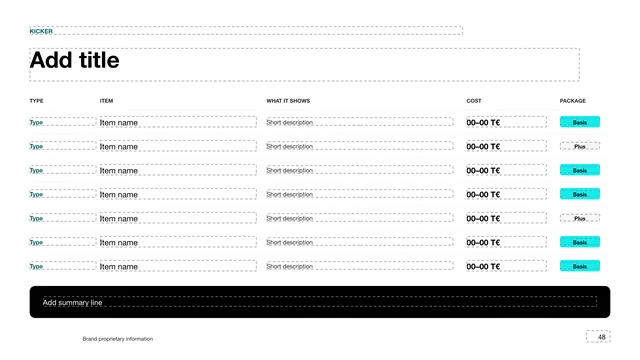 KICKER
Add title
TYPE ITEM WHAT IT SHOWS COST PACKAGE
Type Item name Short description 00–00 T€ Basis
Type Item name Short description 00–00 T€ Plus
Type Item name Short description 00–00 T€ Basis
Type Item name Short description 00–00 T€ Basis
Type Item name Short description 00–00 T€ Plus
Type Item name Short description 00–00 T€ Basis
Type Item name Short description 00–00 T€ Basis
Add summary line
Brand proprietary information 48